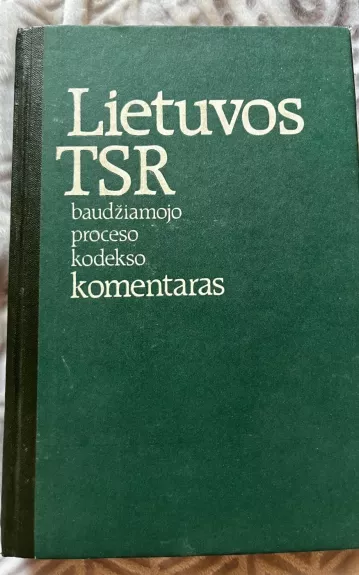 Lietuvos
TSR
baudžiamojo
proceso
kodekso
komentaras